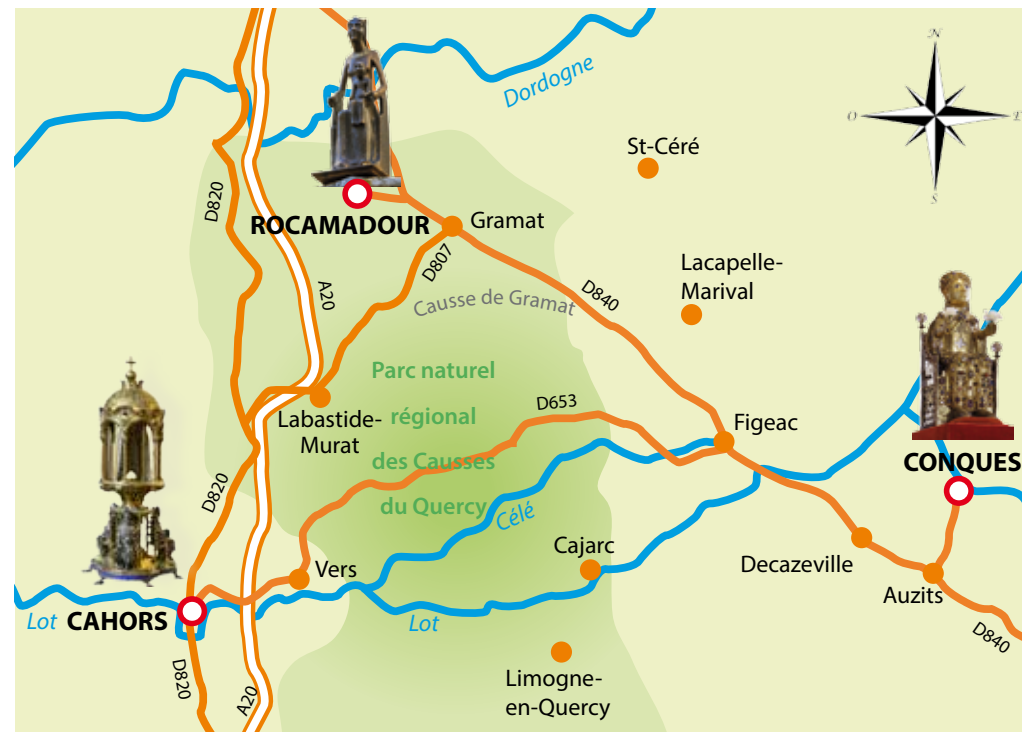 N
Dordogne
O
E
St-Céré
S
D820
ROCAMADOUR
Gramat
D807
A20
Lacapelle-
Marival
D840
Causse de Gramat
Parc naturel
régional
des Causses
du Quercy
D653
Labastide-
Murat
Figeac
CONQUES
D820
Célé
Cajarc
Decazeville
Vers
Auzits
Lot
CAHORS
Lot
D840
D820
A20
Limogne-
en-Quercy